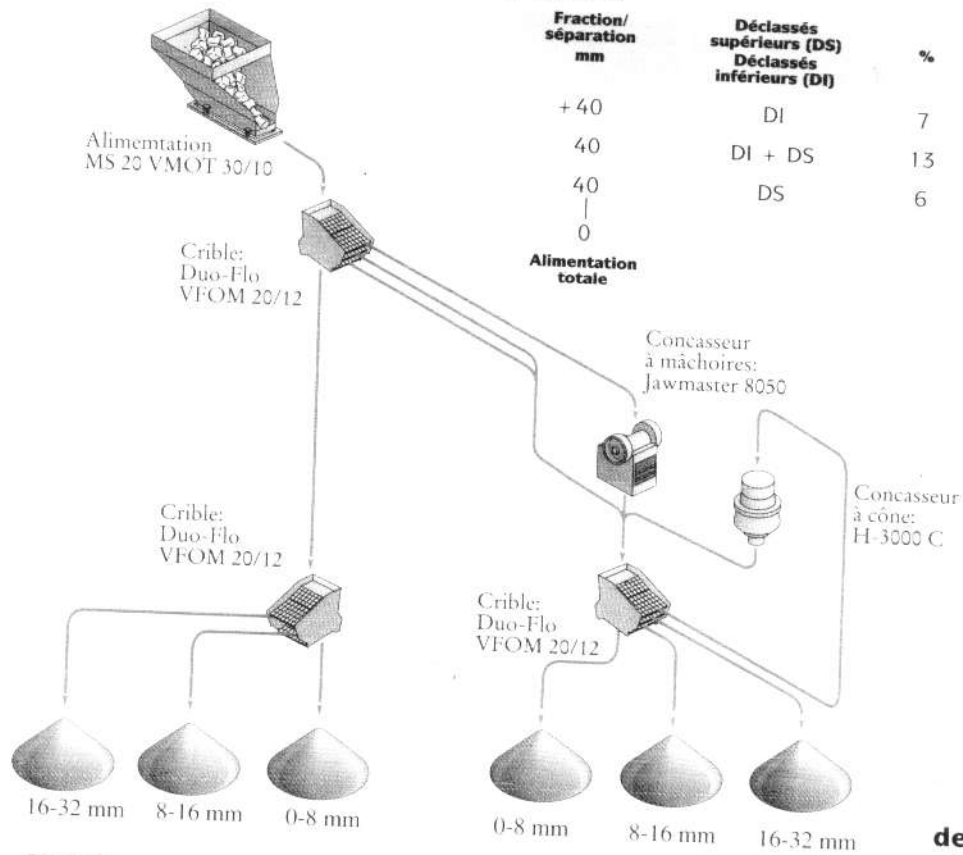 Fraction/
séparation
mm
Déclassés
supérieurs (DS)
Déclassés
inférieurs (DI)
%
+40 DI 7
40 DI + DS 13
40 DS 6
|
0
Alimentation
totale
Alimemtation
MS 20 VMOT 30/10
Crible:
Duo-Flo
VFOM 20/12
Concasseur
à mâchoires:
Jawmaster 8050
Concasseur
à cône:
H-3000 C
Crible:
Duo-Flo
VFOM 20/12
Crible:
Duo-Flo
VFOM 20/12
16-32 mm 8-16 mm 0-8 mm
0-8 mm 8-16 mm 16-32 mm
de